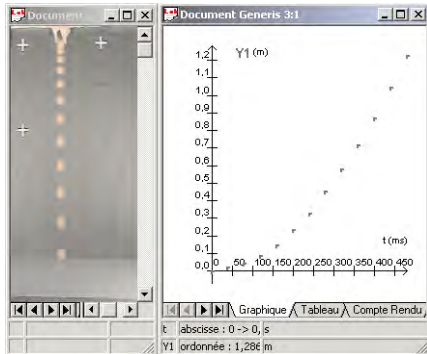 Document
Document Generis 3:1
Y1 (m)
1,2
1,1
1,0
0,9
0,8
0,7
0,6
0,5
0,4
0,3
0,2
0,1
0,0
t (ms)
0 50 100 150 200 250 300 350 400 450
Graphique Tableau Compte Rendu
t abscisse : 0 -> 0, s
Y1 ordonnée : 1,286 m